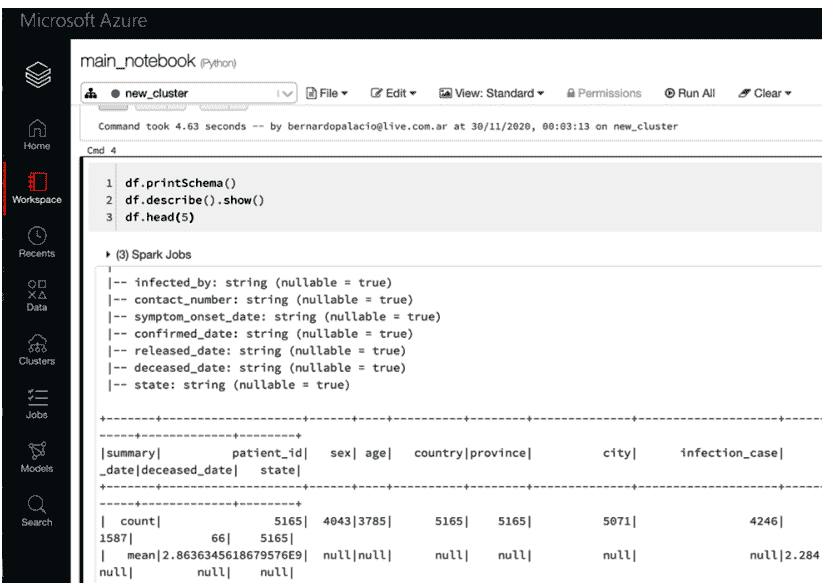 Microsoft Azure
main_notebook (Python)
new_cluster
File
Edit
View: Standard
Permissions
Run All
Clear
Home
Workspace
Recents
Data
Clusters
Jobs
Models
Search
Command took 4.63 seconds -- by bernardopalacio@live.com.ar at 30/11/2020, 00:03:13 on new_cluster
Cmd 4
1 df.printSchema()
2 df.describe().show()
3 df.head(5)
(3) Spark Jobs
|-- infected_by: string (nullable = true)
|-- contact_number: string (nullable = true)
|-- symptom_onset_date: string (nullable = true)
|-- confirmed_date: string (nullable = true)
|-- released_date: string (nullable = true)
|-- deceased_date: string (nullable = true)
|-- state: string (nullable = true)
+-------+--------------------+------+----+----------+--------+--------------+--------------------+-----
-----+-------------+--------+
|summary| patient_id| sex| age| country|province| city| infection_case|
_date|deceased_date| state|
+-------+--------------------+------+----+----------+--------+--------------+--------------------+-----
-----+-------------+--------+
| count| 5165| 4043|3785| 5165| 5165| 5071| 4246|
1587| 66| 5165|
| mean|2.8636345618679576E9| null|null| null| null| null| null|2.284
null| null| null|